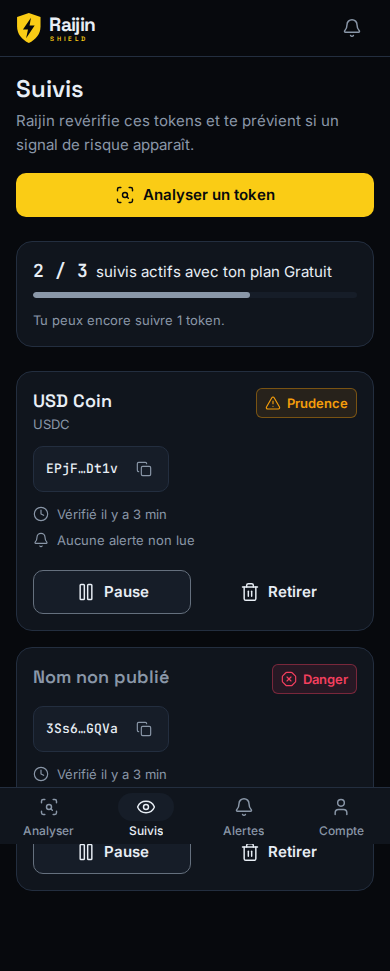 Raijin
SHIELD
Suivis
Raijin revérifie ces tokens et te prévient si un
signal de risque apparaît.
Analyser un token
2 / 3 suivis actifs avec ton plan Gratuit
Tu peux encore suivre 1 token.
USD Coin
Prudence
USDC
EPjF…Dt1v
Vérifié il y a 3 min
Aucune alerte non lue
Pause
Retirer
Nom non publié
Danger
3Ss6…GQVa
Vérifié il y a 3 min
Analyser
Suivis
Alertes
Compte
Pause
Retirer